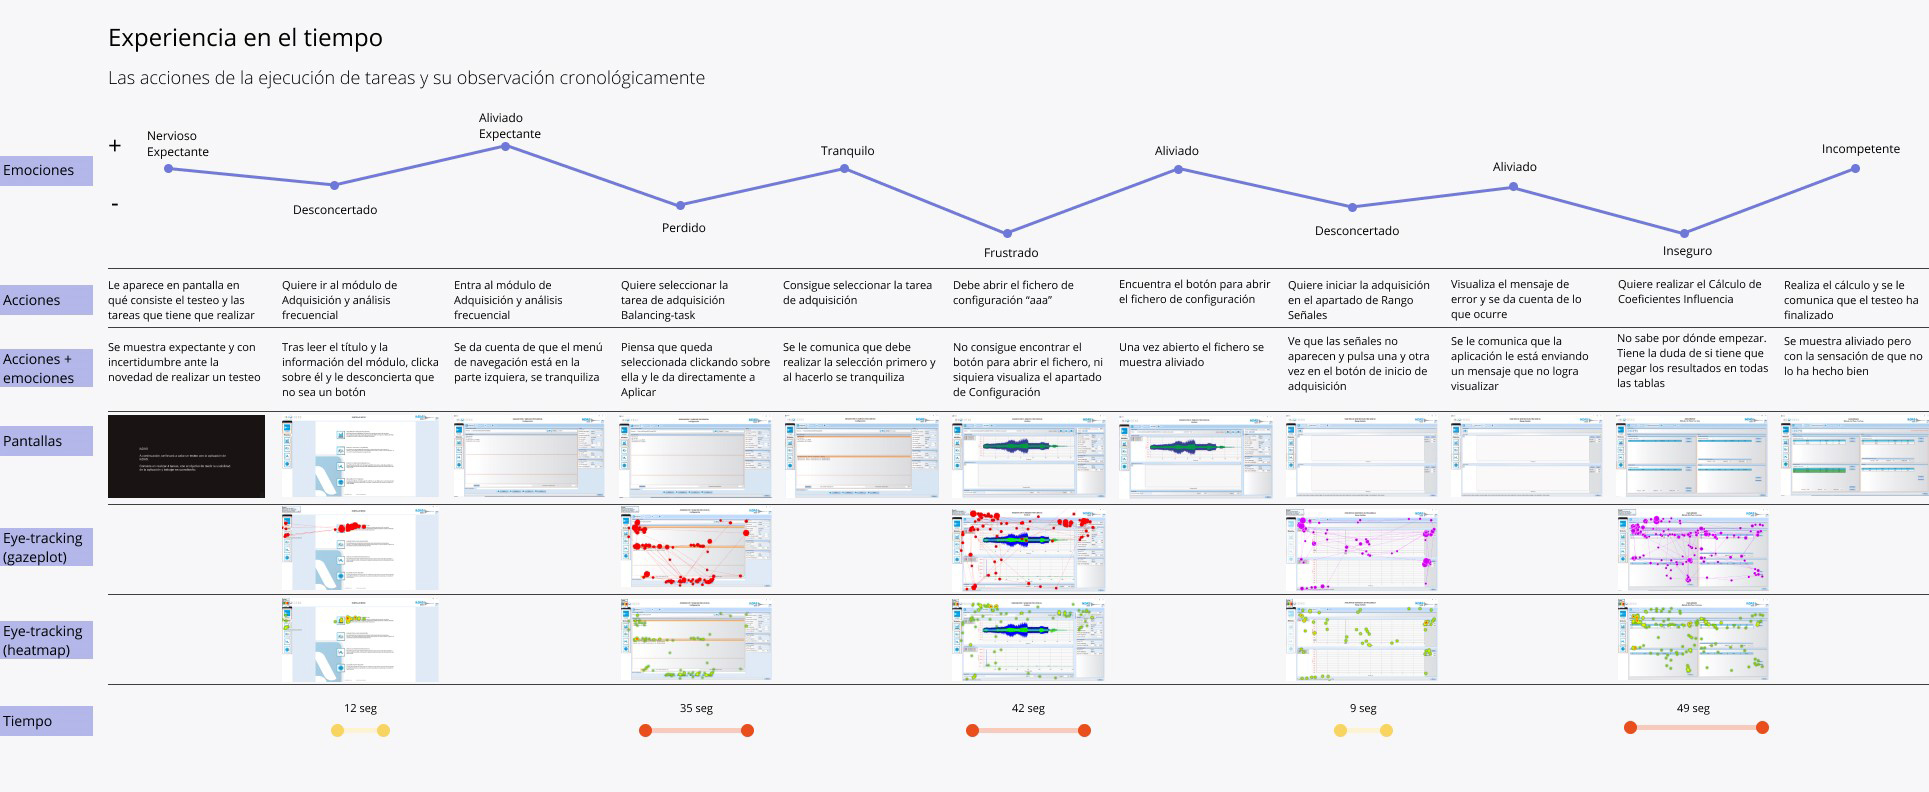 Experiencia en el tiempo
Las acciones de la ejecución de tareas y su observación cronológicamente
Emociones
+
-
Nervioso
Expectante
Desconcertado
Aliviado
Expectante
Perdido
Tranquilo
Frustrado
Aliviado
Desconcertado
Aliviado
Inseguro
Incompetente
Acciones
Le aparece en pantalla en
qué consiste el testeo y las
tareas que tiene que realizar
Quiere ir al módulo de
Adquisición y análisis
frecuencial
Entra al módulo de
Adquisición y análisis
frecuencial
Quiere seleccionar la
tarea de adquisición
Balancing-task
Consigue seleccionar la tarea
de adquisición
Debe abrir el fichero de
configuración “aaa”
Encuentra el botón para abrir
el fichero de configuración
Quiere iniciar la adquisición
en el apartado de Rango
Señales
Visualiza el mensaje de
error y se da cuenta de lo
que ocurre
Quiere realizar el Cálculo de
Coeficientes Influencia
Realiza el cálculo y se le
comunica que el testeo ha
finalizado
Acciones +
emociones
Se muestra expectante y con
incertidumbre ante la
novedad de realizar un testeo
Tras leer el título y la
información del módulo, clicka
sobre él y le desconcierta que
no sea un botón
Se da cuenta de que el menú
de navegación está en la
parte izquiera, se tranquiliza
Piensa que queda
seleccionada clickando sobre
ella y le da directamente a
Aplicar
Se le comunica que debe
realizar la selección primero y
al hacerlo se tranquiliza
No consigue encontrar el
botón para abrir el fichero, ni
siquiera visualiza el apartado
de Configuración
Una vez abierto el fichero se
muestra aliviado
Ve que las señales no
aparecen y pulsa una y otra
vez en el botón de inicio de
adquisición
Se le comunica que la
aplicación le está enviando
un mensaje que no logra
visualizar
No sabe por dónde empezar.
Tiene la duda de si tiene que
pegar los resultados en todas
las tablas
Se muestra aliviado pero
con la sensación de que no
lo ha hecho bien
Pantallas
Eye-tracking
(gazeplot)
Eye-tracking
(heatmap)
Tiempo
12 seg
35 seg
42 seg
9 seg
49 seg